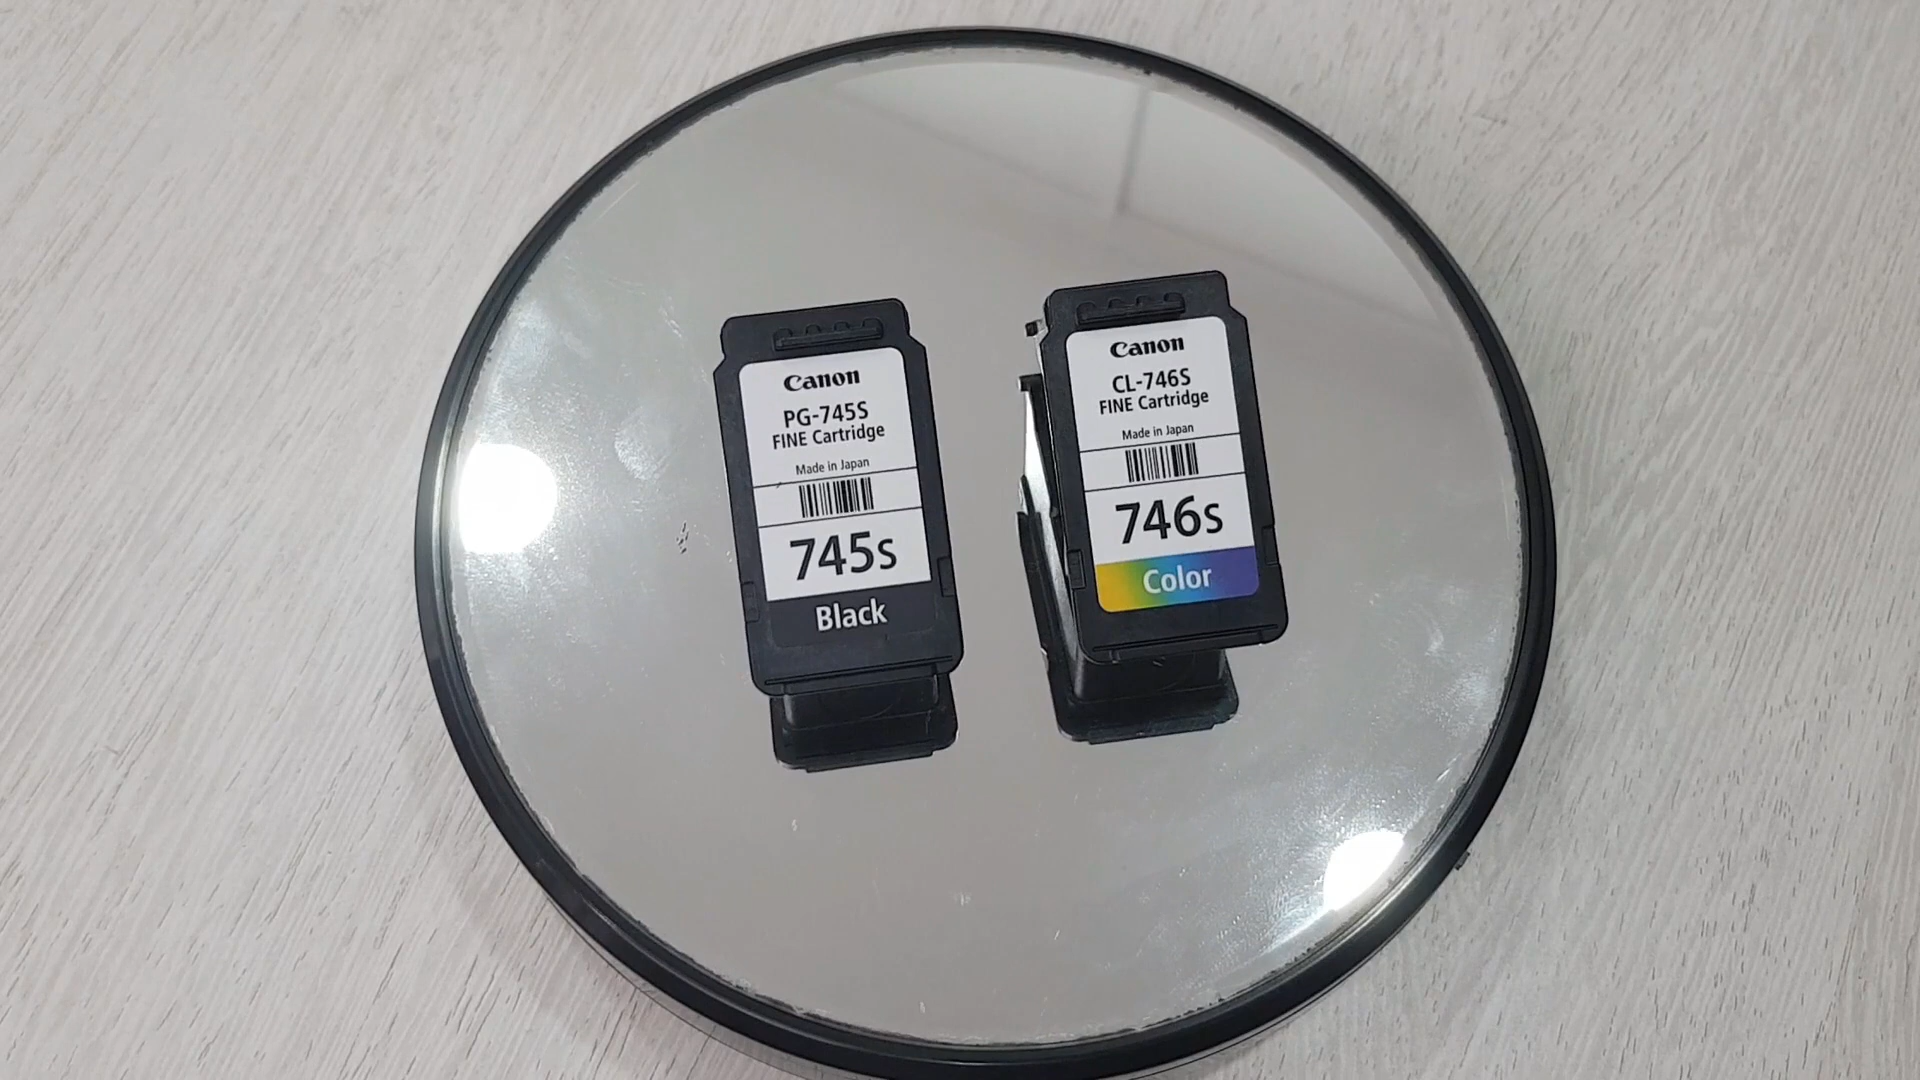 Canon
PG-745S
FINE Cartridge
Made in Japan
745s
Black
Canon
CL-746S
FINE Cartridge
Made in Japan
746s
Color